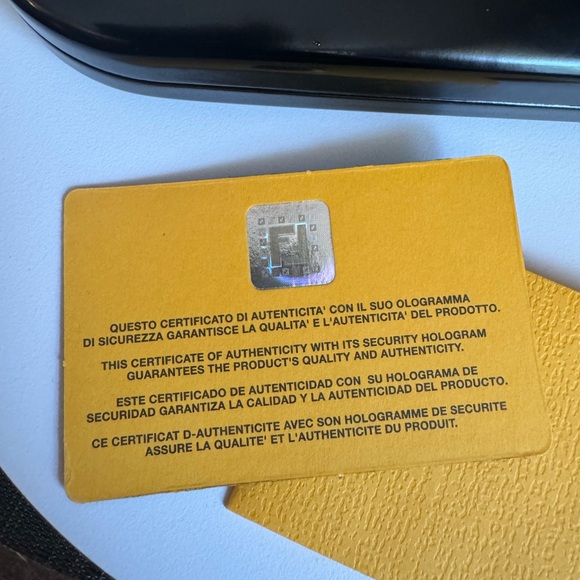 QUESTO CERTIFICATO DI AUTENTICITA' CON IL SUO OLOGRAMMA
DI SICUREZZA GARANTISCE LA QUALITA' E L'AUTENTICITA' DEL PRODOTTO.
THIS CERTIFICATE OF AUTHENTICITY WITH ITS SECURITY HOLOGRAM
GUARANTEES THE PRODUCT'S QUALITY AND AUTHENTICITY.
ESTE CERTIFICADO DE AUTENTICIDAD CON SU HOLOGRAMA DE
SECURIDAD GARANTIZA LA CALIDAD Y LA AUTENTICIDAD DEL PRODUCTO.
CE CERTIFICAT D-AUTHENTICITE AVEC SON HOLOGRAMME DE SECURITE
ASSURE LA QUALITE' ET L'AUTHENTICITE DU PRODUIT.